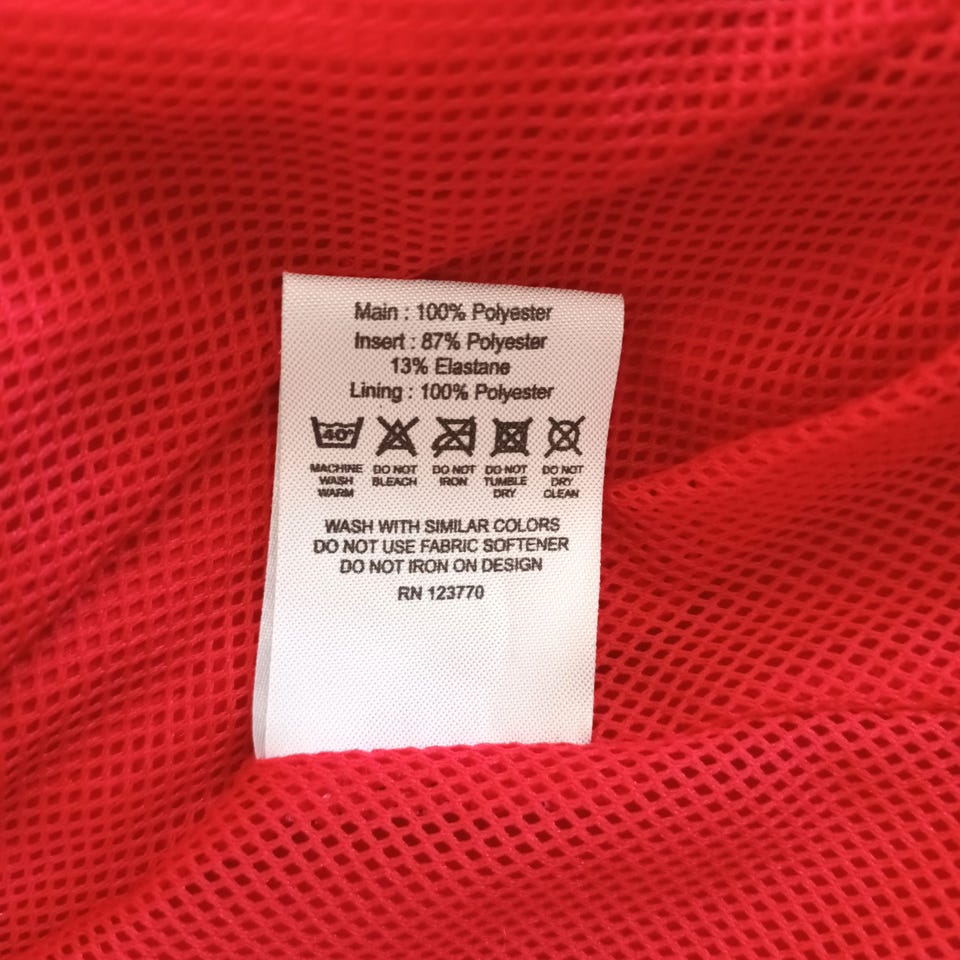 Main : 100% Polyester
Insert : 87% Polyester
13% Elastane
Lining : 100% Polyester
40°
MACHINE WASH WARM
DO NOT BLEACH
DO NOT IRON
DO NOT TUMBLE DRY
DO NOT DRY CLEAN
WASH WITH SIMILAR COLORS
DO NOT USE FABRIC SOFTENER
DO NOT IRON ON DESIGN
RN 123770